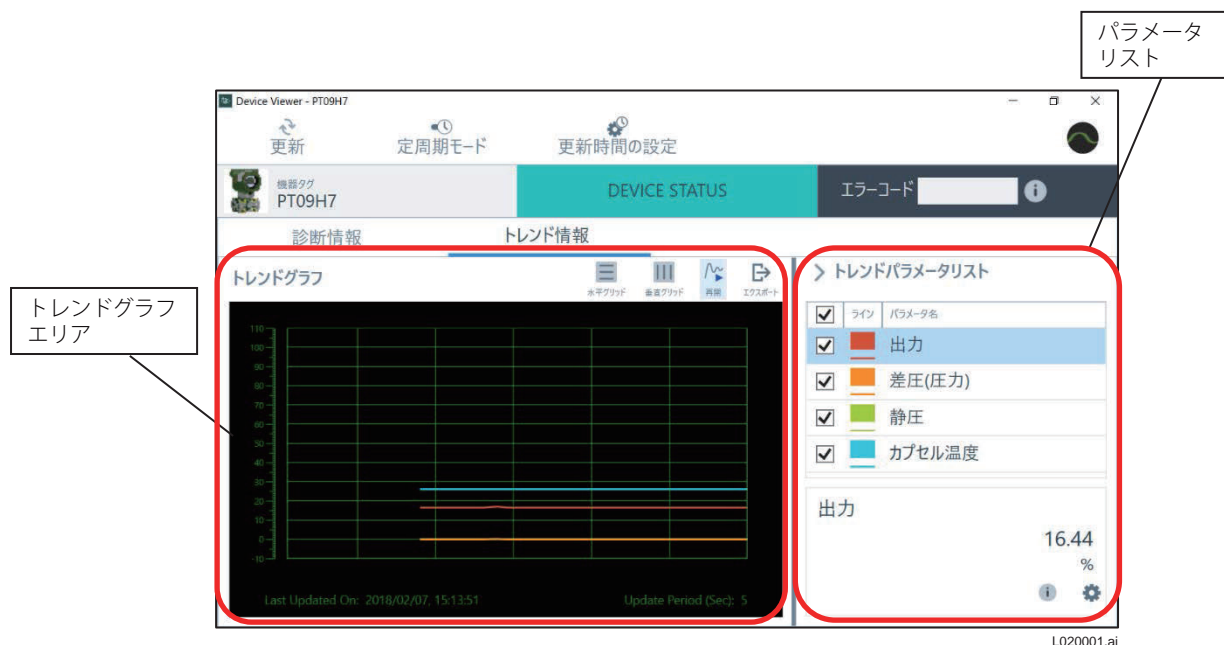 パラメータ
リスト
Device Viewer - PT09H7
更新
定周期モード
更新時間の設定
機器タグ
PT09H7
DEVICE STATUS
エラーコード
診断情報
トレンド情報
トレンドグラフ
水平グリッド
垂直グリッド
再開
エクスポート
トレンドパラメータリスト
ライン
パラメータ名
出力
差圧(圧力)
静圧
カプセル温度
トレンドグラフ
エリア
110
100
90
80
70
60
50
40
30
20
10
0
-10
Last Updated On: 2018/02/07, 15:13:51
Update Period (Sec): 5
出力
16.44
%
L020001.ai